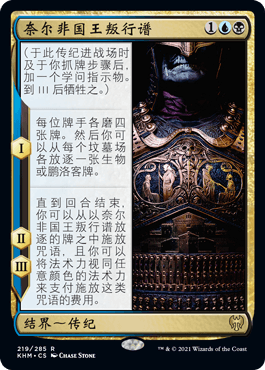 奈尔非国王叛行谱 1
(于此传纪进战场时
及于你抓牌步骤后,
加一个学问指示物。
到 III 后牺牲之。)
I
每位牌手各磨四
张牌。然后你可
以从每个坟墓场
各放逐一张生物
或鹏洛客牌。
II
III
直到回合结束,
你可以从以奈尔
非国王叛行谱放
逐的牌之中施放
咒语,且你可以
将法术力视同任
意颜色的法术力
来支付施放这类
咒语的费用。
结界~传纪
219/285 R
KHM • CS CHASE STONE
™ & © 2021 Wizards of the Coast